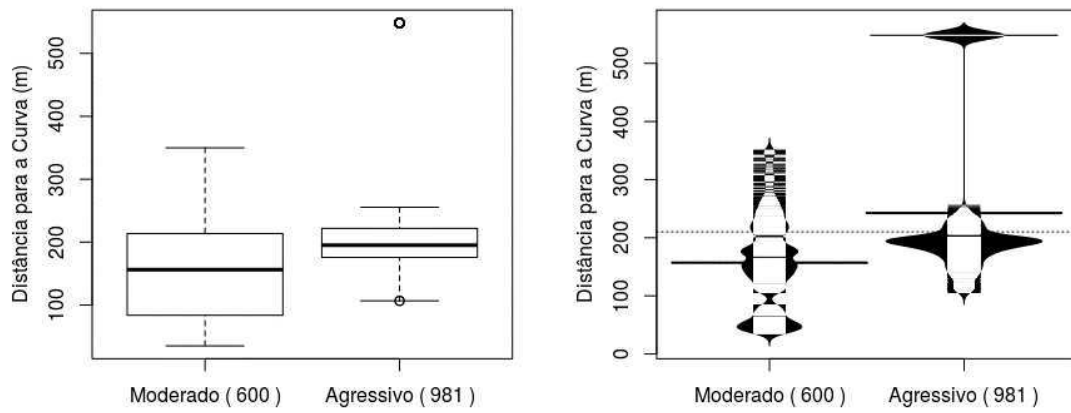 Distância para a Curva (m)
500
400
300
200
100
Moderado ( 600 )
Agressivo ( 981 )
Distância para a Curva (m)
500
400
300
200
100
0
Moderado ( 600 )
Agressivo ( 981 )